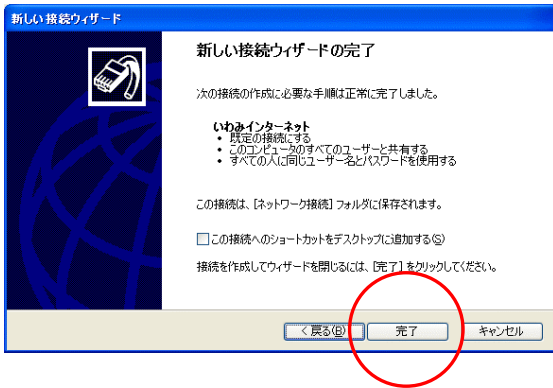 新しい接続ウィザード
新しい接続ウィザードの完了
次の接続の作成に必要な手順は正常に完了しました。
いわみインターネット
• 既定の接続にする
• このコンピュータのすべてのユーザーと共有する
• すべての人に同じユーザー名とパスワードを使用する
この接続は、[ネットワーク接続] フォルダに保存されます。
この接続へのショートカットをデスクトップに追加する(S)
接続を作成してウィザードを閉じるには、[完了] をクリックしてください。
< 戻る(B)
完了
キャンセル